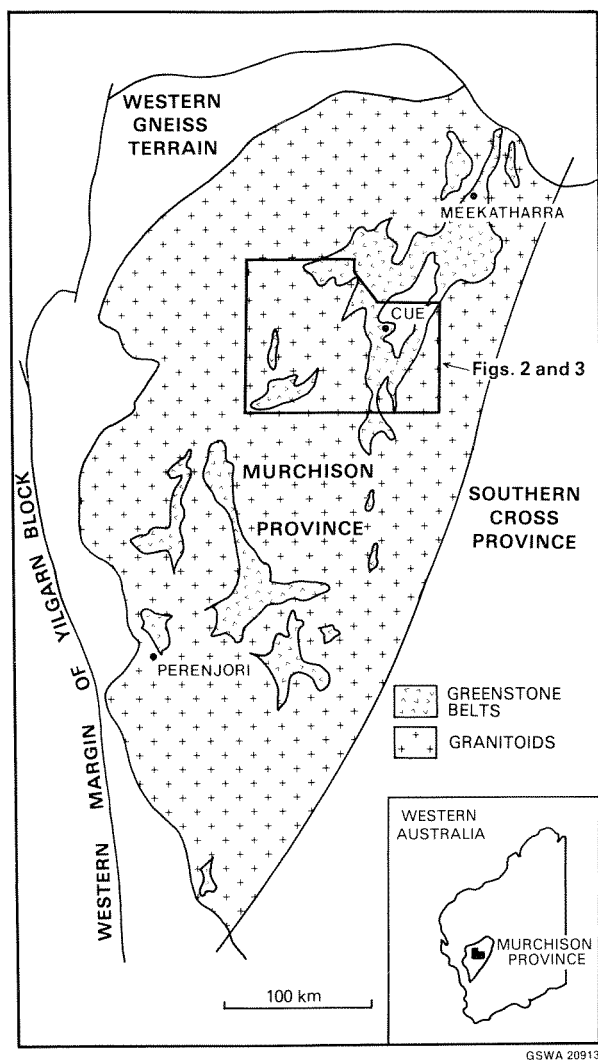 WESTERN
GNEISS
TERRAIN
MEEKATHARRA
CUE
Figs. 2 and 3
MURCHISON
PROVINCE
SOUTHERN
CROSS
PROVINCE
WESTERN MARGIN OF YILGARN BLOCK
PERENJORI
GREENSTONE
BELTS
GRANITOIDS
100 km
WESTERN
AUSTRALIA
MURCHISON
PROVINCE
GSWA 20913